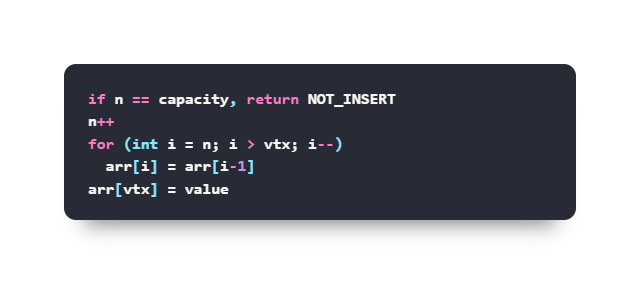 if n == capacity, return NOT_INSERT
n++
for (int i = n; i > vtx; i--)
  arr[i] = arr[i-1]
arr[vtx] = value